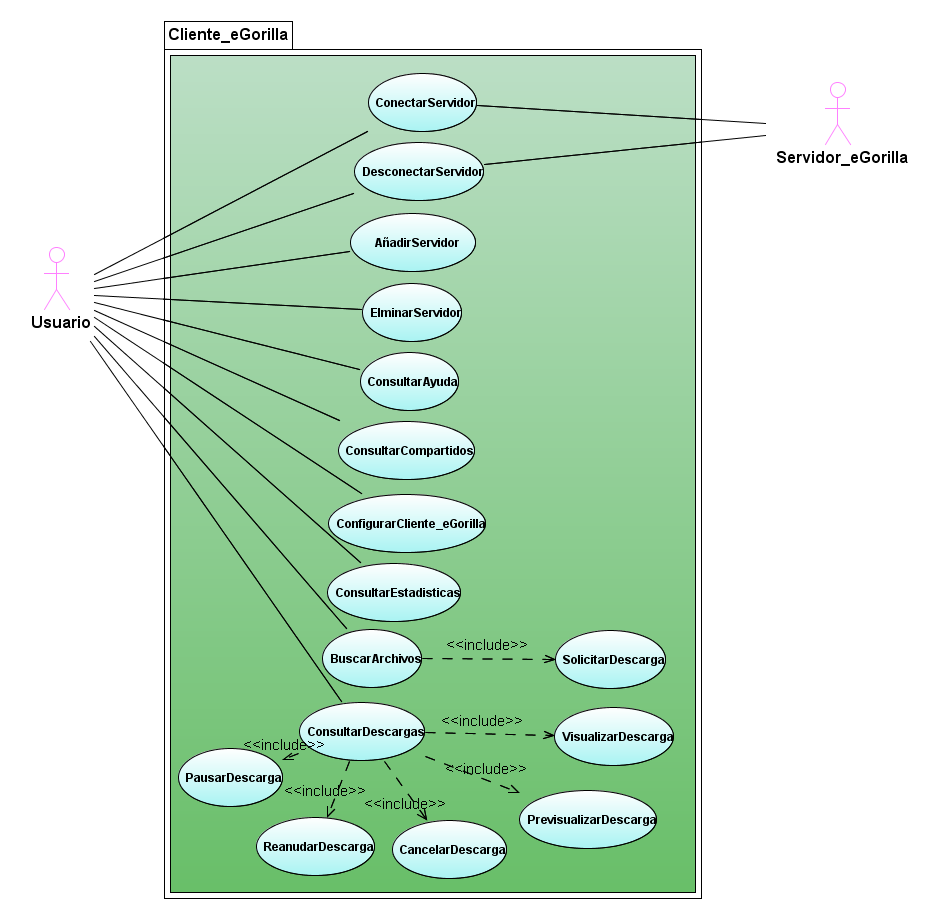 Cliente_eGorilla
ConectarServidor
Servidor_eGorilla
DesconectarServidor
AñadirServidor
Usuario
ElminarServidor
ConsultarAyuda
ConsultarCompartidos
ConfigurarCliente_eGorilla
ConsultarEstadisticas
BuscarArchivos
<<include>>
SolicitarDescarga
ConsultarDescargas
<<include>>
VisualizarDescarga
<<include>>
PausarDescarga
<<include>>
<<include>>
<<include>>
PrevisualizarDescarga
ReanudarDescarga
CancelarDescarga